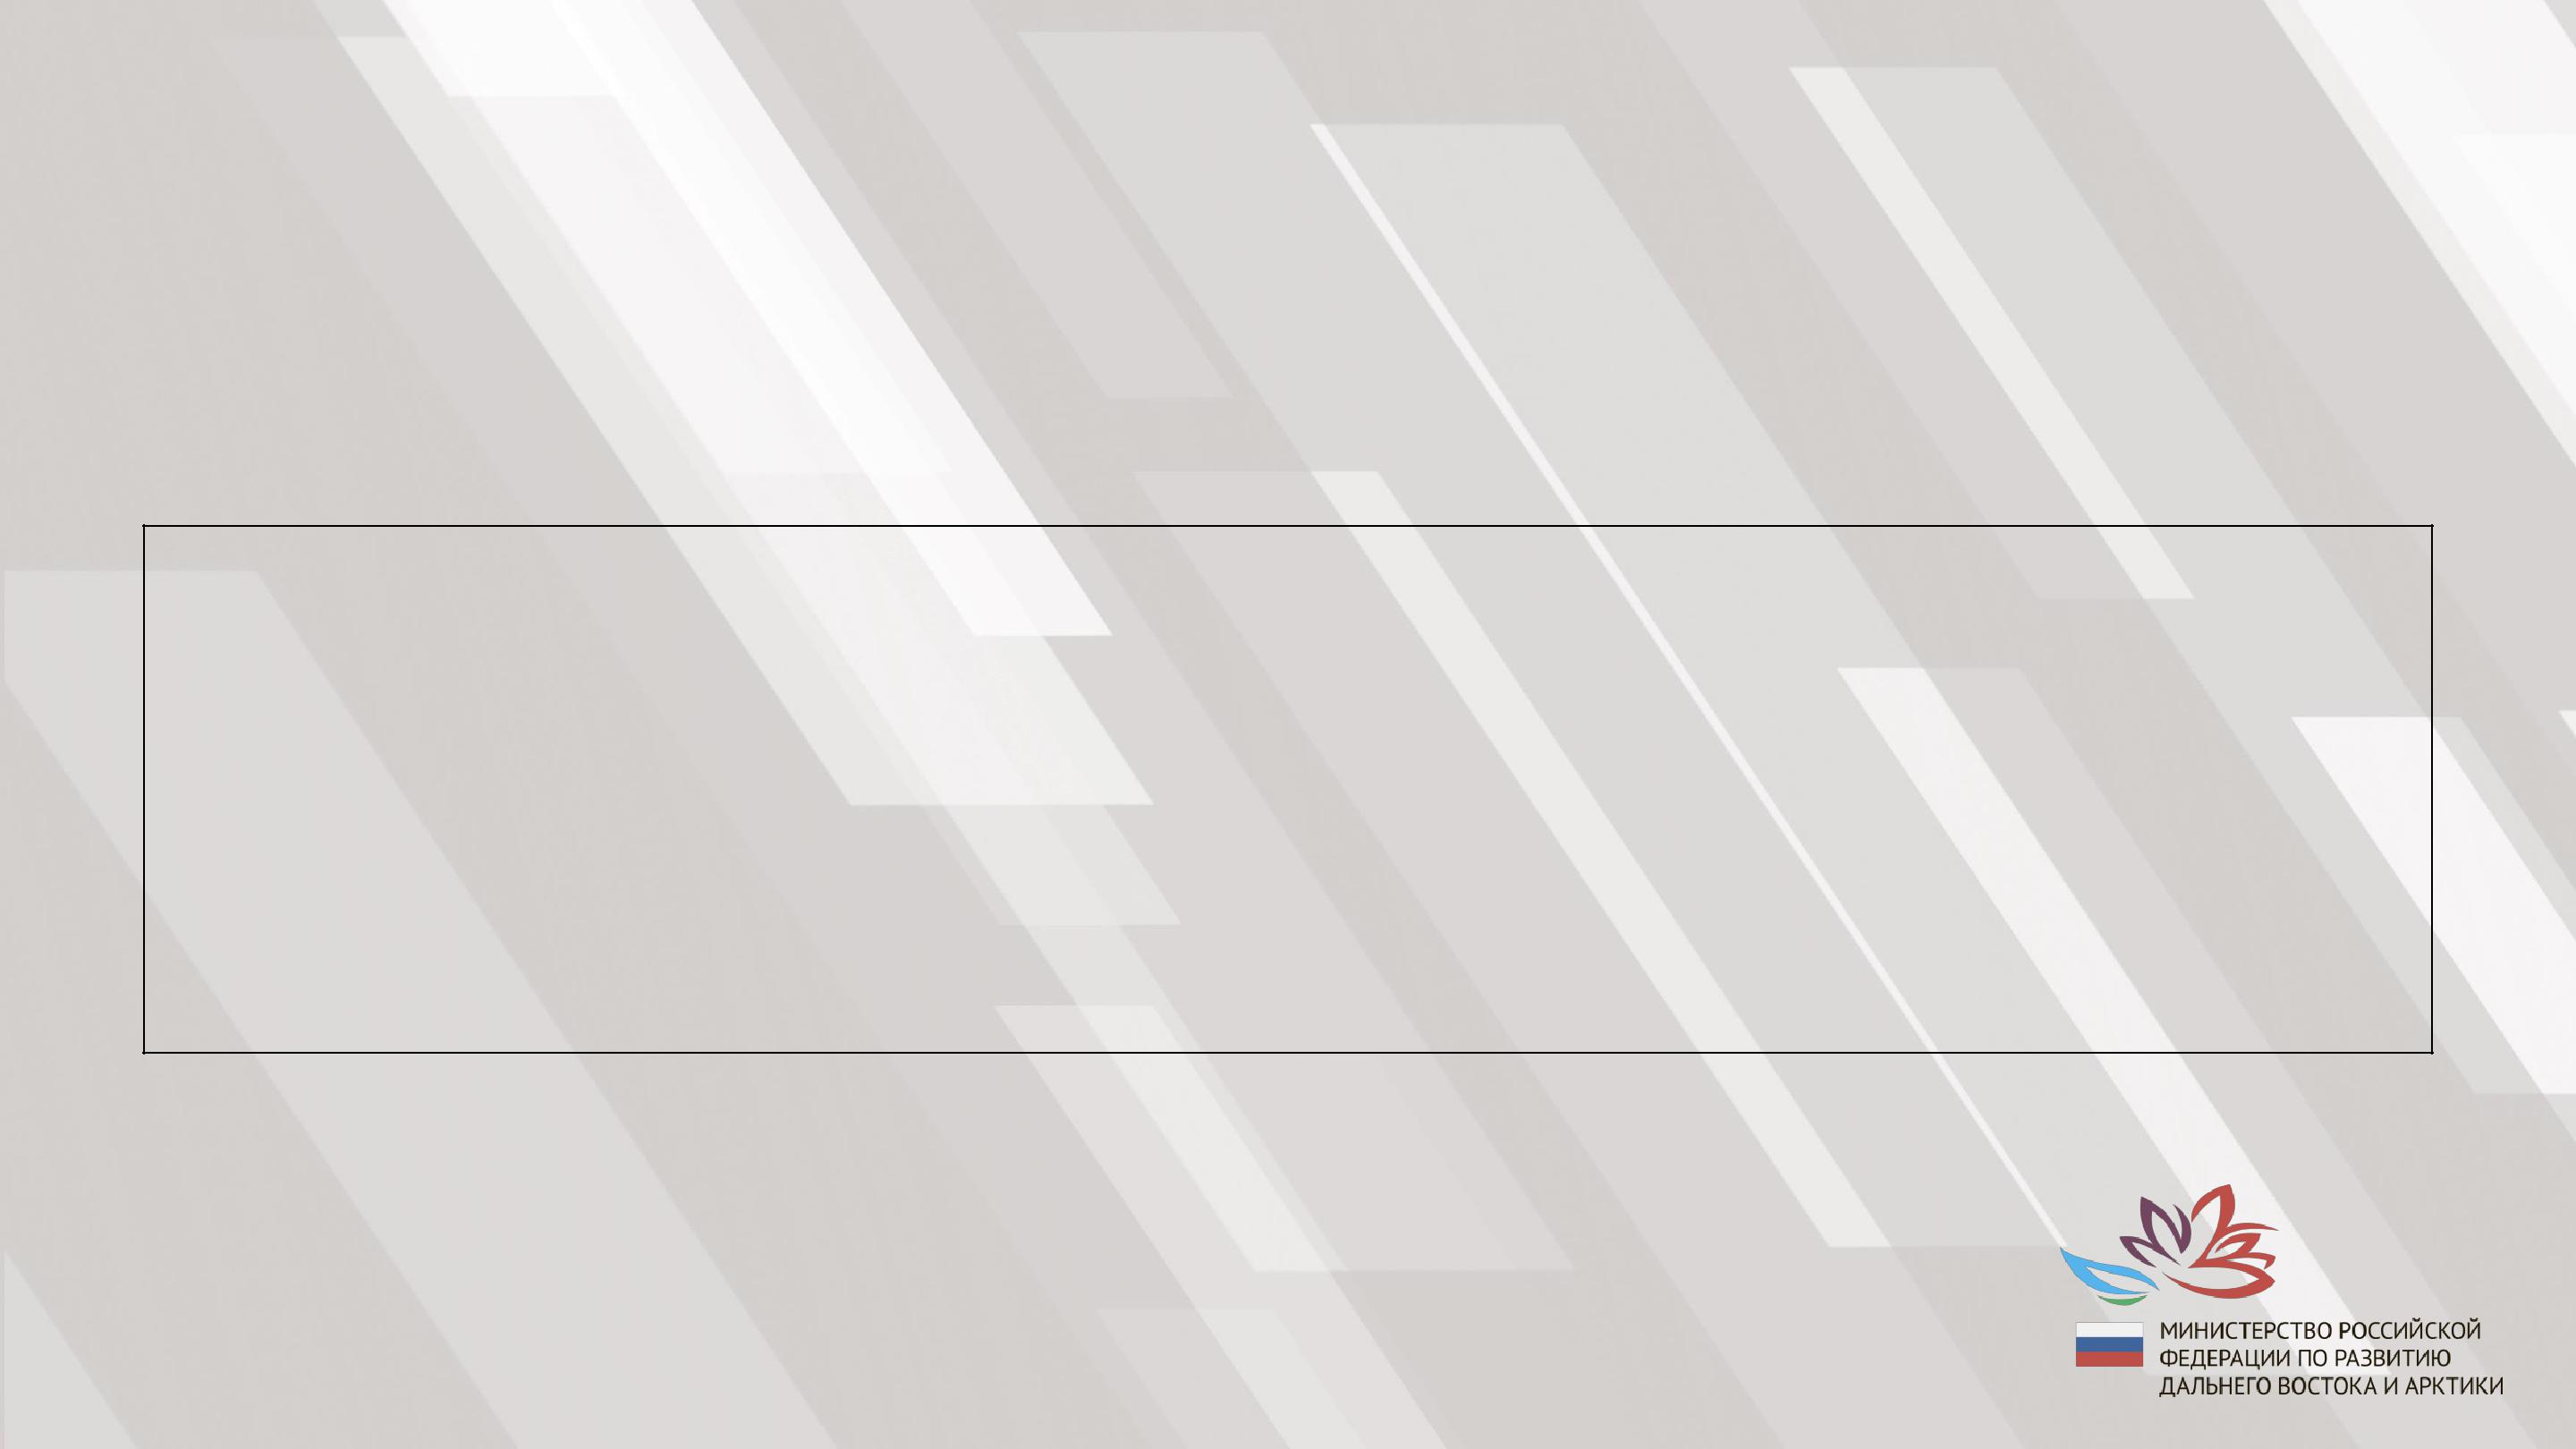 МИНИСТЕРСТВО РОССИЙСКОЙ
ФЕДЕРАЦИИ ПО РАЗВИТИЮ
ДАЛЬНЕГО ВОСТОКА И АРКТИКИ